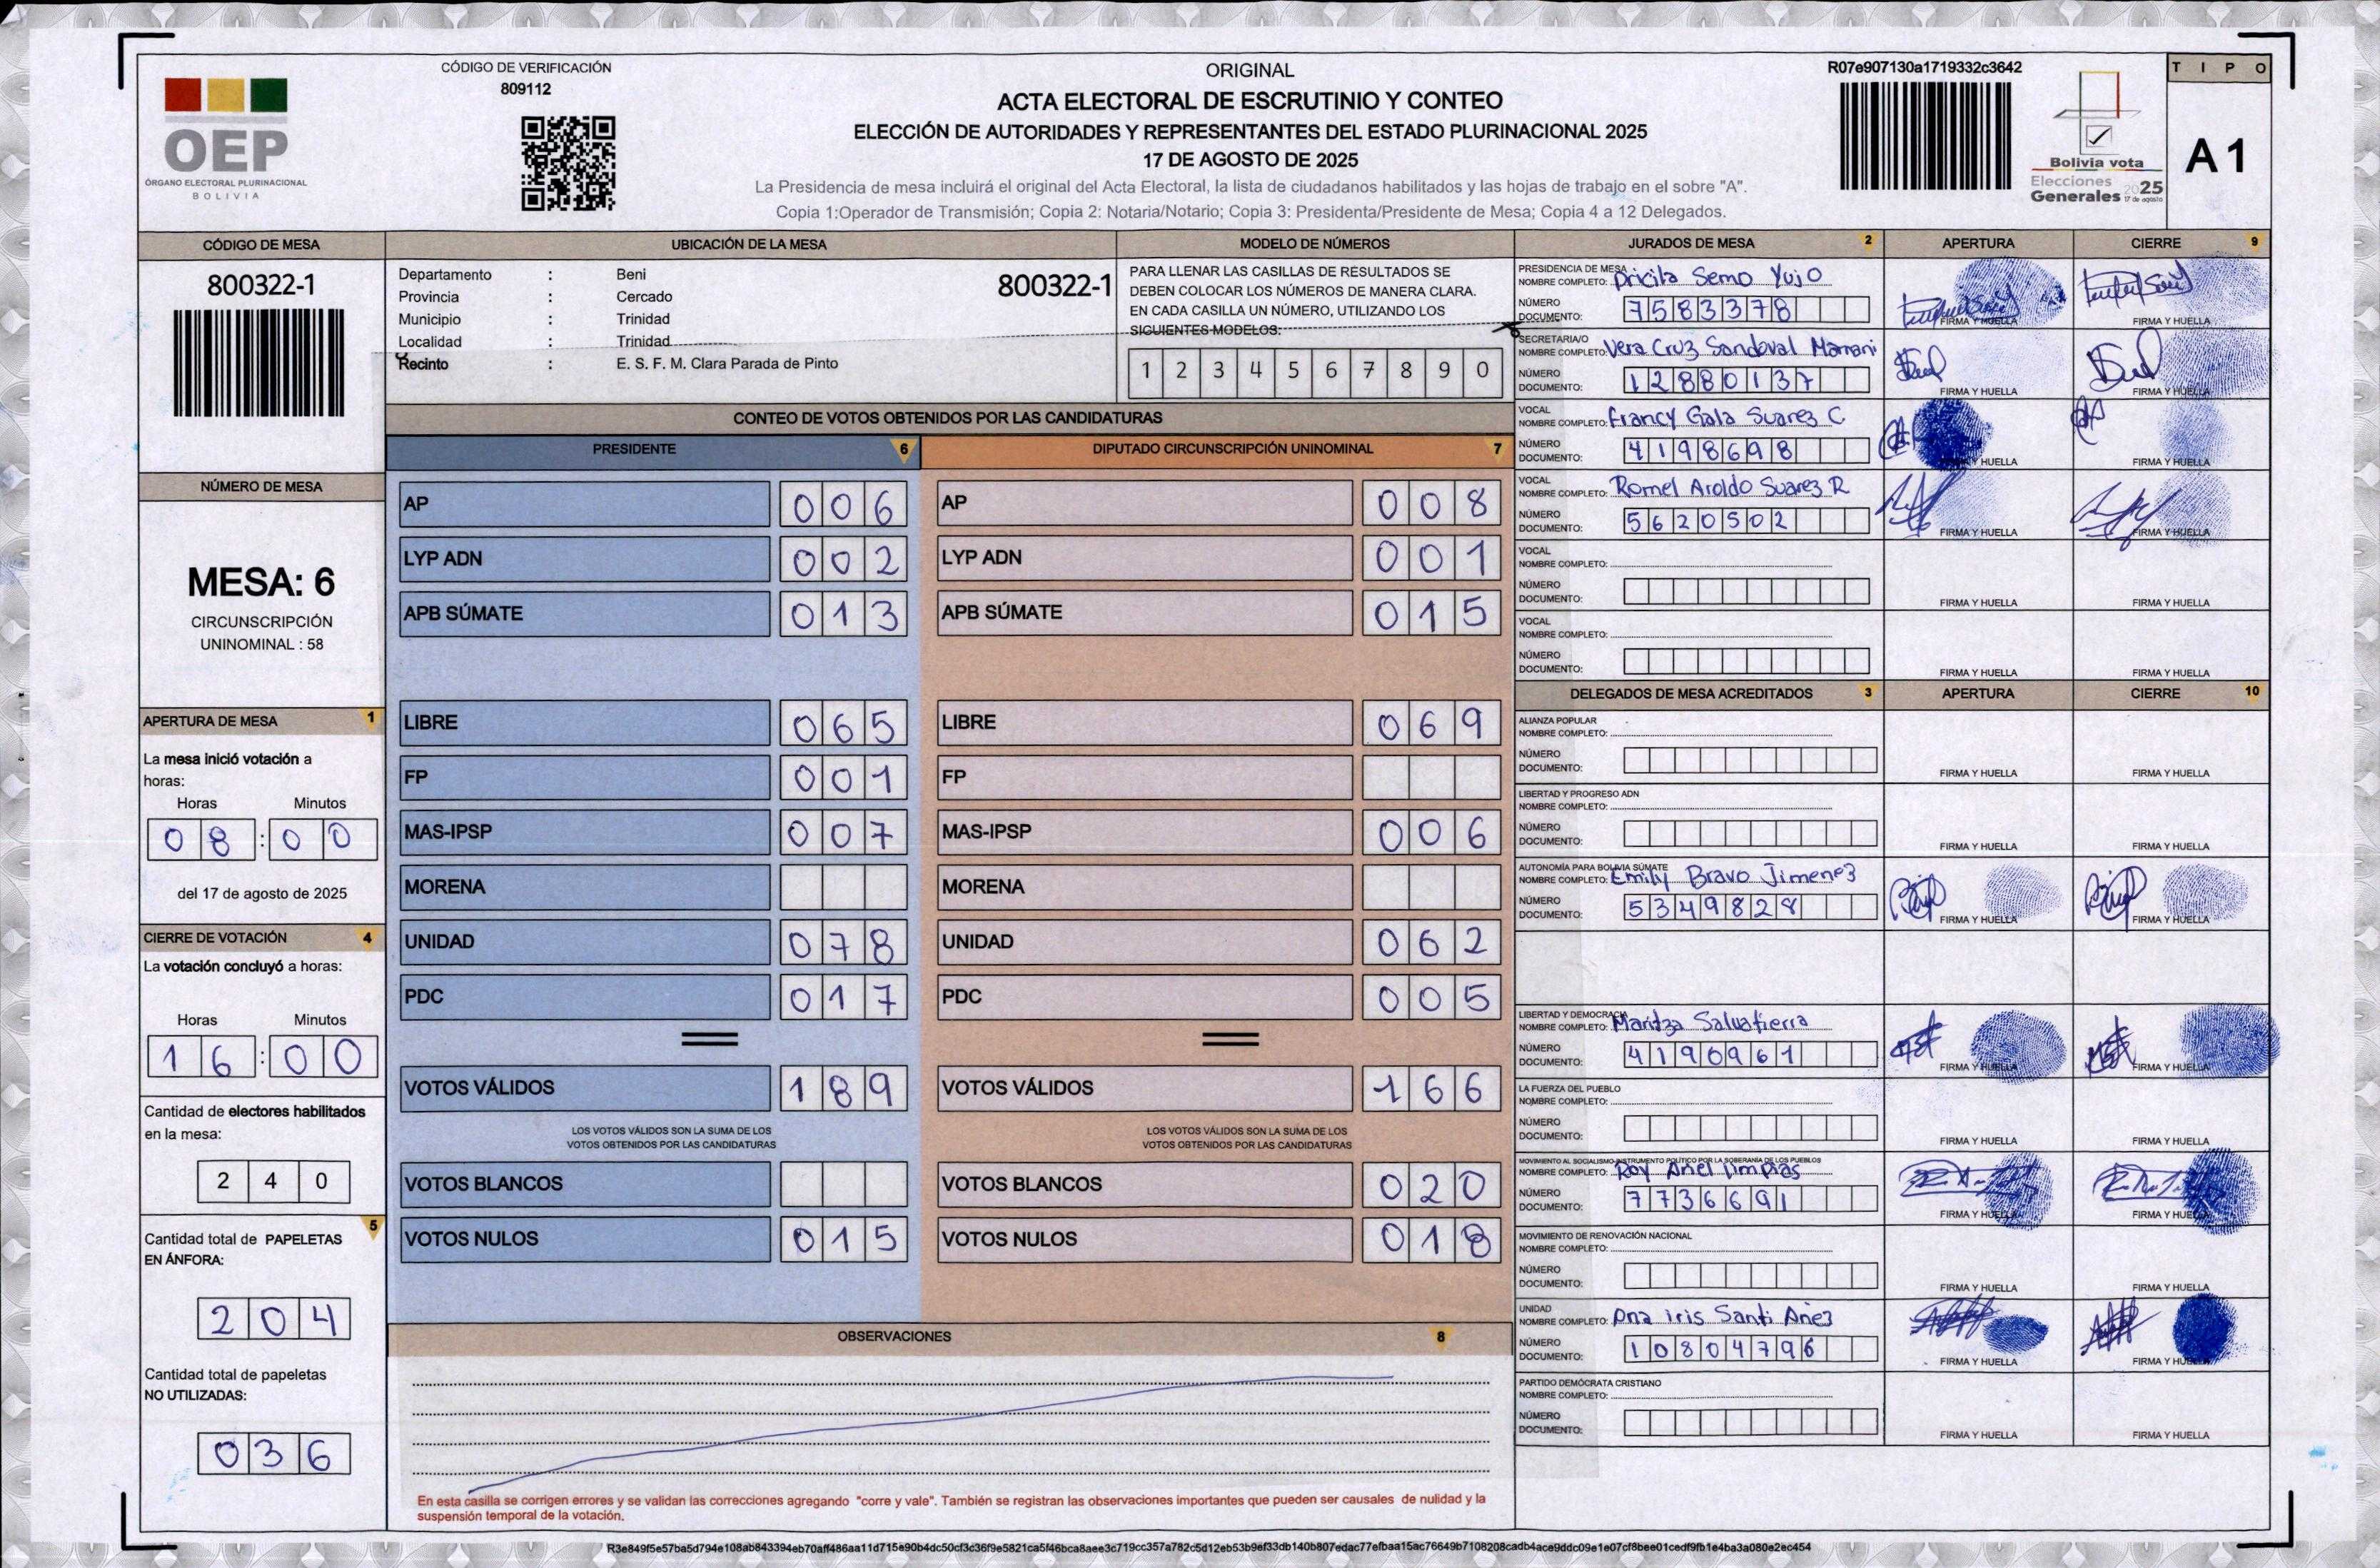 CÓDIGO DE VERIFICACIÓN
809112
OEP
ÓRGANO ELECTORAL PLURINACIONAL
BOLIVIA
ORIGINAL
ACTA ELECTORAL DE ESCRUTINIO Y CONTEO
ELECCIÓN DE AUTORIDADES Y REPRESENTANTES DEL ESTADO PLURINACIONAL 2025
17 DE AGOSTO DE 2025
La Presidencia de mesa incluirá el original del Acta Electoral, la lista de ciudadanos habilitados y las hojas de trabajo en el sobre "A".
Copia 1:Operador de Transmisión; Copia 2: Notaria/Notario; Copia 3: Presidenta/Presidente de Mesa; Copia 4 a 12 Delegados.
R07e907130a1719332c3642
Bolivia vota
Elecciones
Generales 2025
17 de agosto
TIPO
A1
CÓDIGO DE MESA
800322-1
UBICACIÓN DE LA MESA
Departamento : Beni
800322-1
Provincia : Cercado
Municipio : Trinidad
Localidad : Trinidad
Recinto : E. S. F. M. Clara Parada de Pinto
MODELO DE NÚMEROS
PARA LLENAR LAS CASILLAS DE RESULTADOS SE
DEBEN COLOCAR LOS NÚMEROS DE MANERA CLARA.
EN CADA CASILLA UN NÚMERO, UTILIZANDO LOS
SIGUIENTES MODELOS:
1 2 3 4 5 6 7 8 9 0
NÚMERO DE MESA
MESA: 6
CIRCUNSCRIPCIÓN
UNINOMINAL : 58
APERTURA DE MESA 1
La mesa inició votación a
horas:
Horas Minutos
08 : 00
del 17 de agosto de 2025
CIERRE DE VOTACIÓN 4
La votación concluyó a horas:
Horas Minutos
16 : 00
Cantidad de electores habilitados
en la mesa:
240
5
Cantidad total de PAPELETAS
EN ÁNFORA:
204
Cantidad total de papeletas
NO UTILIZADAS:
036
CONTEO DE VOTOS OBTENIDOS POR LAS CANDIDATURAS
PRESIDENTE 6
AP 006
LYP ADN 002
APB SÚMATE 013
LIBRE 065
FP 001
MAS-IPSP 007
MORENA
UNIDAD 078
PDC 017
VOTOS VÁLIDOS 189
LOS VOTOS VÁLIDOS SON LA SUMA DE LOS
VOTOS OBTENIDOS POR LAS CANDIDATURAS
VOTOS BLANCOS
VOTOS NULOS 015
DIPUTADO CIRCUNSCRIPCIÓN UNINOMINAL 7
AP 008
LYP ADN 001
APB SÚMATE 015
LIBRE 069
FP
MAS-IPSP 006
MORENA
UNIDAD 062
PDC 005
VOTOS VÁLIDOS 166
LOS VOTOS VÁLIDOS SON LA SUMA DE LOS
VOTOS OBTENIDOS POR LAS CANDIDATURAS
VOTOS BLANCOS 020
VOTOS NULOS 018
OBSERVACIONES 8
En esta casilla se corrigen errores y se validan las correcciones agregando "corre y vale". También se registran las observaciones importantes que pueden ser causales de nulidad y la
suspensión temporal de la votación.
JURADOS DE MESA 2 APERTURA CIERRE 9
PRESIDENCIA DE MESA
NOMBRE COMPLETO: Pricila Semo Yujo
NÚMERO
DOCUMENTO: 7583378
FIRMA Y HUELLA FIRMA Y HUELLA
SECRETARIA/O
NOMBRE COMPLETO: Vera Cruz Sandoval Mamani
NÚMERO
DOCUMENTO: 12880137
FIRMA Y HUELLA FIRMA Y HUELLA
VOCAL
NOMBRE COMPLETO: Francy Gala Suarez C
NÚMERO
DOCUMENTO: 4198698
FIRMA Y HUELLA FIRMA Y HUELLA
VOCAL
NOMBRE COMPLETO: Romel Aroldo Suarez R
NÚMERO
DOCUMENTO: 5620502
FIRMA Y HUELLA FIRMA Y HUELLA
VOCAL
NOMBRE COMPLETO:
NÚMERO
DOCUMENTO:
FIRMA Y HUELLA FIRMA Y HUELLA
VOCAL
NOMBRE COMPLETO:
NÚMERO
DOCUMENTO:
FIRMA Y HUELLA FIRMA Y HUELLA
DELEGADOS DE MESA ACREDITADOS 3 APERTURA CIERRE 10
ALIANZA POPULAR
NOMBRE COMPLETO:
NÚMERO
DOCUMENTO:
FIRMA Y HUELLA FIRMA Y HUELLA
LIBERTAD Y PROGRESO ADN
NOMBRE COMPLETO:
NÚMERO
DOCUMENTO:
FIRMA Y HUELLA FIRMA Y HUELLA
AUTONOMÍA PARA BOLIVIA SÚMATE
NOMBRE COMPLETO: Emily Bravo Jimenez
NÚMERO
DOCUMENTO: 5349828
FIRMA Y HUELLA FIRMA Y HUELLA
LIBERTAD Y DEMOCRACIA
NOMBRE COMPLETO: Maritza Salvatierra
NÚMERO
DOCUMENTO: 4190961
FIRMA Y HUELLA FIRMA Y HUELLA
LA FUERZA DEL PUEBLO
NOMBRE COMPLETO:
NÚMERO
DOCUMENTO:
FIRMA Y HUELLA FIRMA Y HUELLA
MOVIMIENTO AL SOCIALISMO-INSTRUMENTO POLÍTICO POR LA SOBERANÍA DE LOS PUEBLOS
NOMBRE COMPLETO: Roy Ariel limpias
NÚMERO
DOCUMENTO: 7736691
FIRMA Y HUELLA FIRMA Y HUELLA
MOVIMIENTO DE RENOVACIÓN NACIONAL
NOMBRE COMPLETO:
NÚMERO
DOCUMENTO:
FIRMA Y HUELLA FIRMA Y HUELLA
UNIDAD
NOMBRE COMPLETO: Ana iris Santi Añez
NÚMERO
DOCUMENTO: 10804796
FIRMA Y HUELLA FIRMA Y HUELLA
PARTIDO DEMÓCRATA CRISTIANO
NOMBRE COMPLETO:
NÚMERO
DOCUMENTO:
FIRMA Y HUELLA FIRMA Y HUELLA